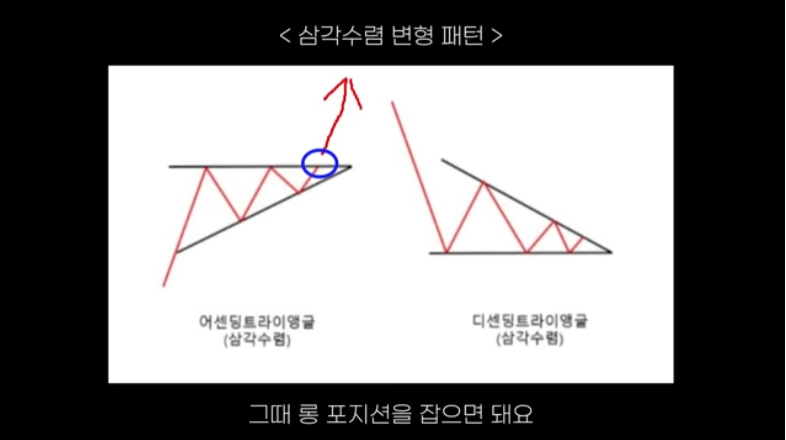 < 삼각수렴 변형 패턴 >
어센딩트라이앵글
(삼각수렴)
디센딩트라이앵글
(삼각수렴)
그때 롱 포지션을 잡으면 돼요